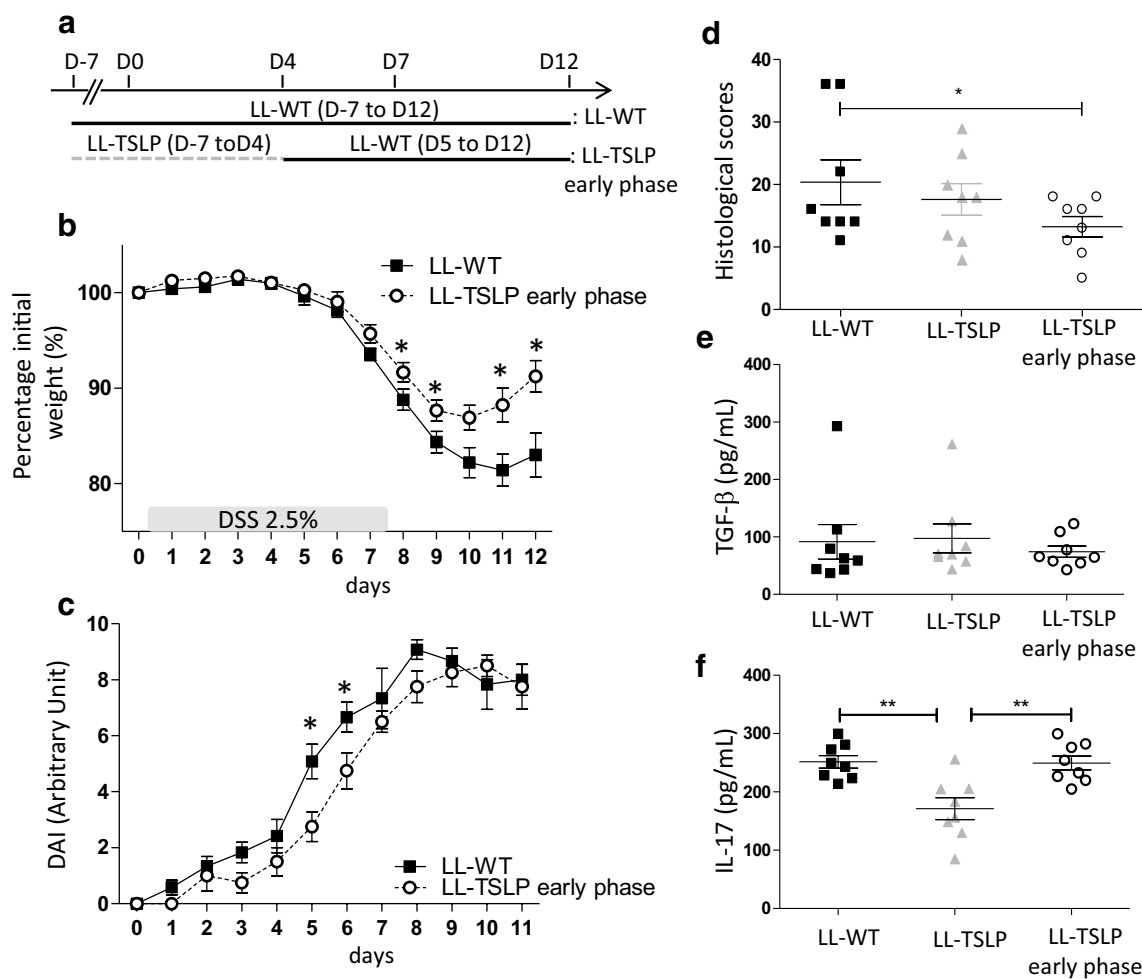 a
D-7 D0 D4 D7 D12
LL-WT (D-7 to D12)
: LL-WT
LL-TSLP (D-7 toD4) LL-WT (D5 to D12)
: LL-TSLP
early phase
b
Percentage initial
weight (%)
100
90
80
LL-WT
LL-TSLP early phase
* * * *
DSS 2.5%
0 1 2 3 4 5 6 7 8 9 10 11 12
days
c
DAI (Arbitrary Unit)
10
8
6
4
2
0
* *
LL-WT
LL-TSLP early phase
0 1 2 3 4 5 6 7 8 9 10 11
days
d
Histological scores
40
30
20
10
0
*
LL-WT LL-TSLP LL-TSLP
early phase
e
TGF-β (pg/mL)
400
300
200
100
0
LL-WT LL-TSLP LL-TSLP
early phase
f
IL-17 (pg/mL)
400
300
200
100
0
** **
LL-WT LL-TSLP LL-TSLP
early phase